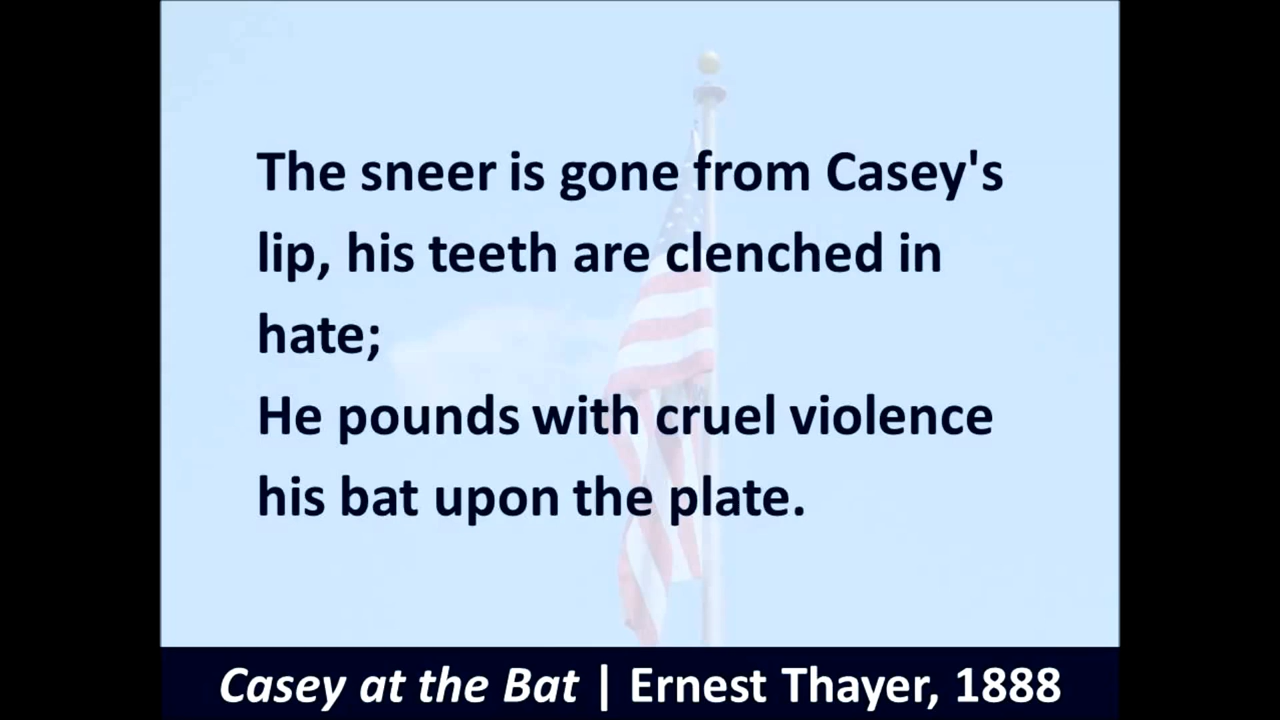 The sneer is gone from Casey's
lip, his teeth are clenched in
hate;
He pounds with cruel violence
his bat upon the plate.
Casey at the Bat | Ernest Thayer, 1888